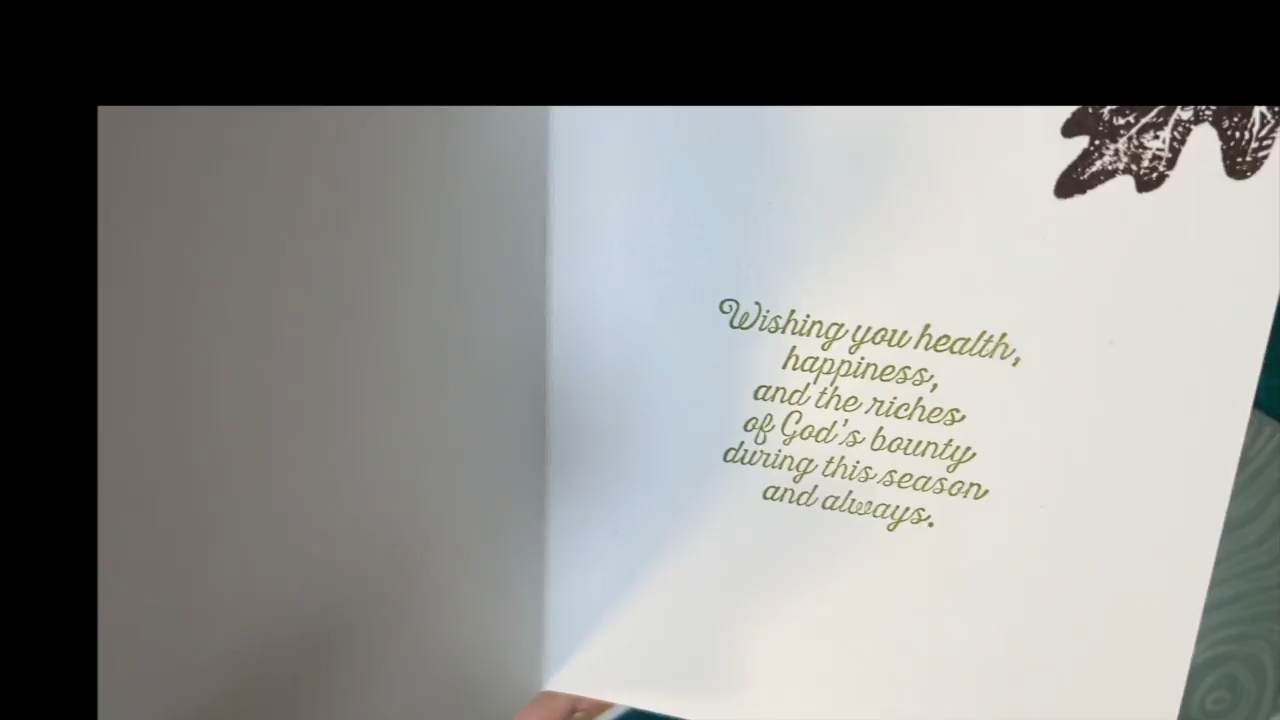 Wishing you health,
happiness,
and the riches
of God's bounty
during this season
and always.